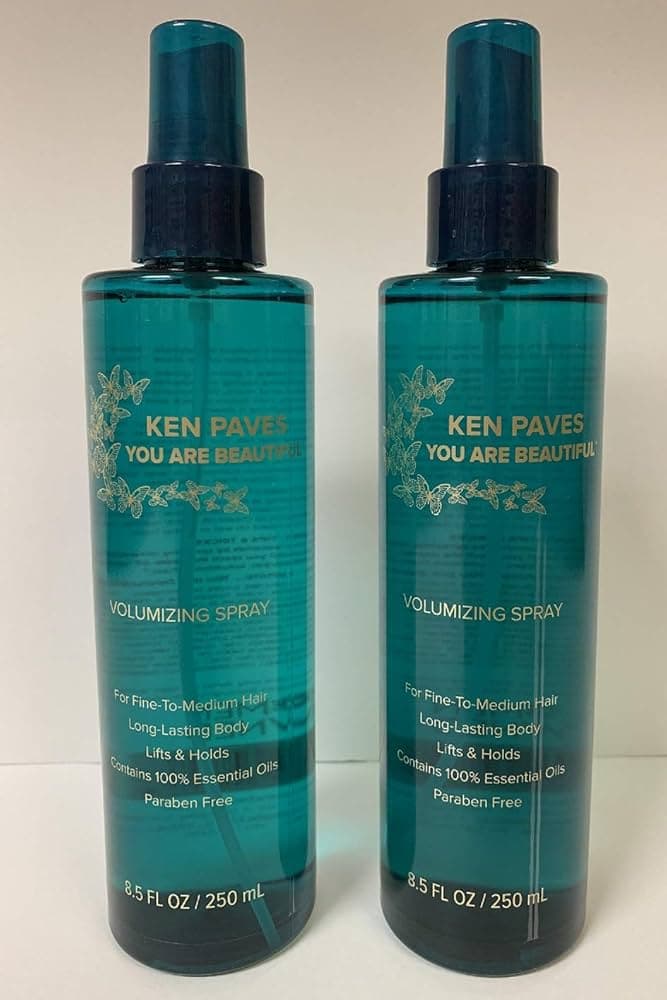 KEN PAVES
YOU ARE BEAUTIFUL
VOLUMIZING SPRAY
For Fine-To-Medium Hair
Long-Lasting Body
Lifts & Holds
Contains 100% Essential Oils
Paraben Free
8.5 FL OZ / 250 mL
KEN PAVES
YOU ARE BEAUTIFUL
VOLUMIZING SPRAY
For Fine-To-Medium Hair
Long-Lasting Body
Lifts & Holds
Contains 100% Essential Oils
Paraben Free
8.5 FL OZ / 250 mL